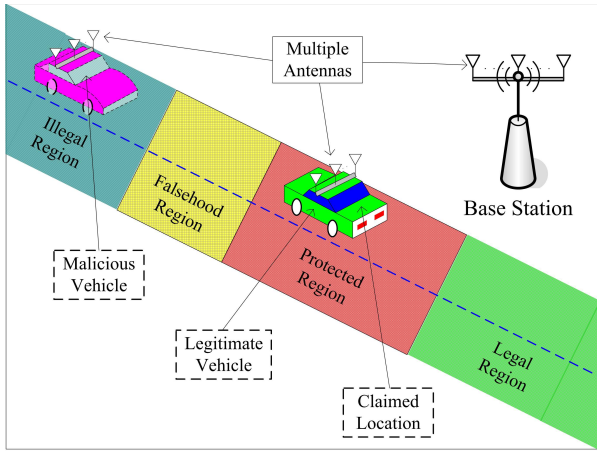 Multiple
Antennas
Base Station
Illegal
Region
Falsehood
Region
Protected
Region
Legal
Region
Malicious
Vehicle
Legitimate
Vehicle
Claimed
Location